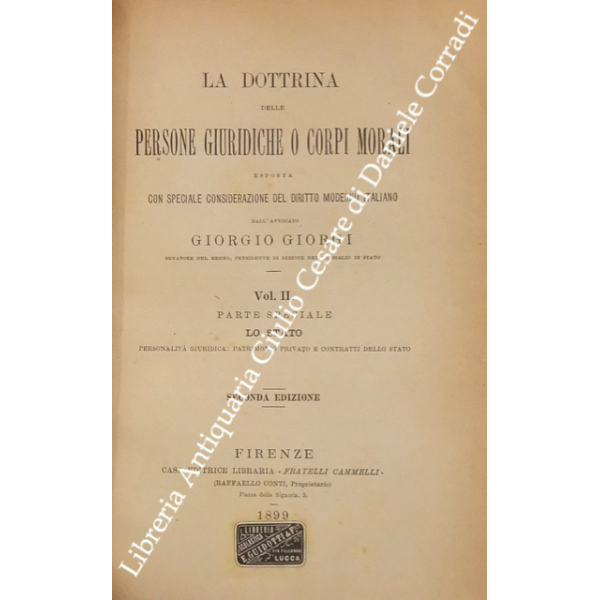 LA DOTTRINA
DELLE
PERSONE GIURIDICHE O CORPI MORALI
ESPOSTA
CON SPECIALE CONSIDERAZIONE DEL DIRITTO MODERNO ITALIANO
DALL'AVVOCATO
GIORGIO GIORGI
SENATORE DEL REGNO, PRESIDENTE DI SEZIONE DEL CONSIGLIO DI STATO
Vol. II
PARTE SPECIALE
LO STATO
PERSONALITÀ GIURIDICA: PATRIMONIO PRIVATO E CONTRATTI DELLO STATO
SECONDA EDIZIONE
FIRENZE
CASA EDITRICE LIBRARIA «FRATELLI CAMMELLI»
(RAFFAELLO CONTI, Proprietario)
Piazza della Signoria, 5.
1899
LIBRERIA
E. GUIDOTTI & F.
LUCCA
Libreria Antiquaria Giulio Cesare di Daniele Corradi